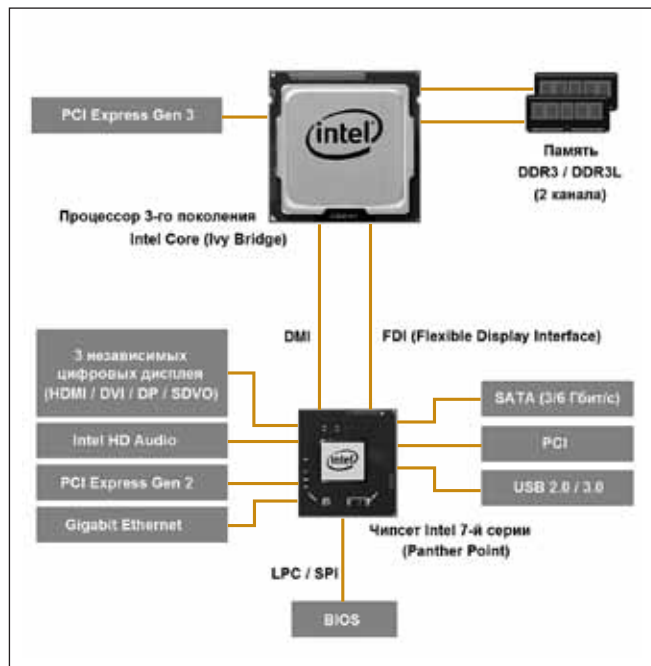 PCI Express Gen 3
intel
Память
DDR3 / DDR3L
(2 канала)
Процессор 3-го поколения
Intel Core (Ivy Bridge)
DMI
FDI (Flexible Display Interface)
3 независимых
цифровых дисплея
(HDMI / DVI / DP / SDVO)
Intel HD Audio
PCI Express Gen 2
Gigabit Ethernet
intel
SATA (3/6 Гбит/с)
PCI
USB 2.0 / 3.0
Чипсет Intel 7-й серии
(Panther Point)
LPC / SPI
BIOS